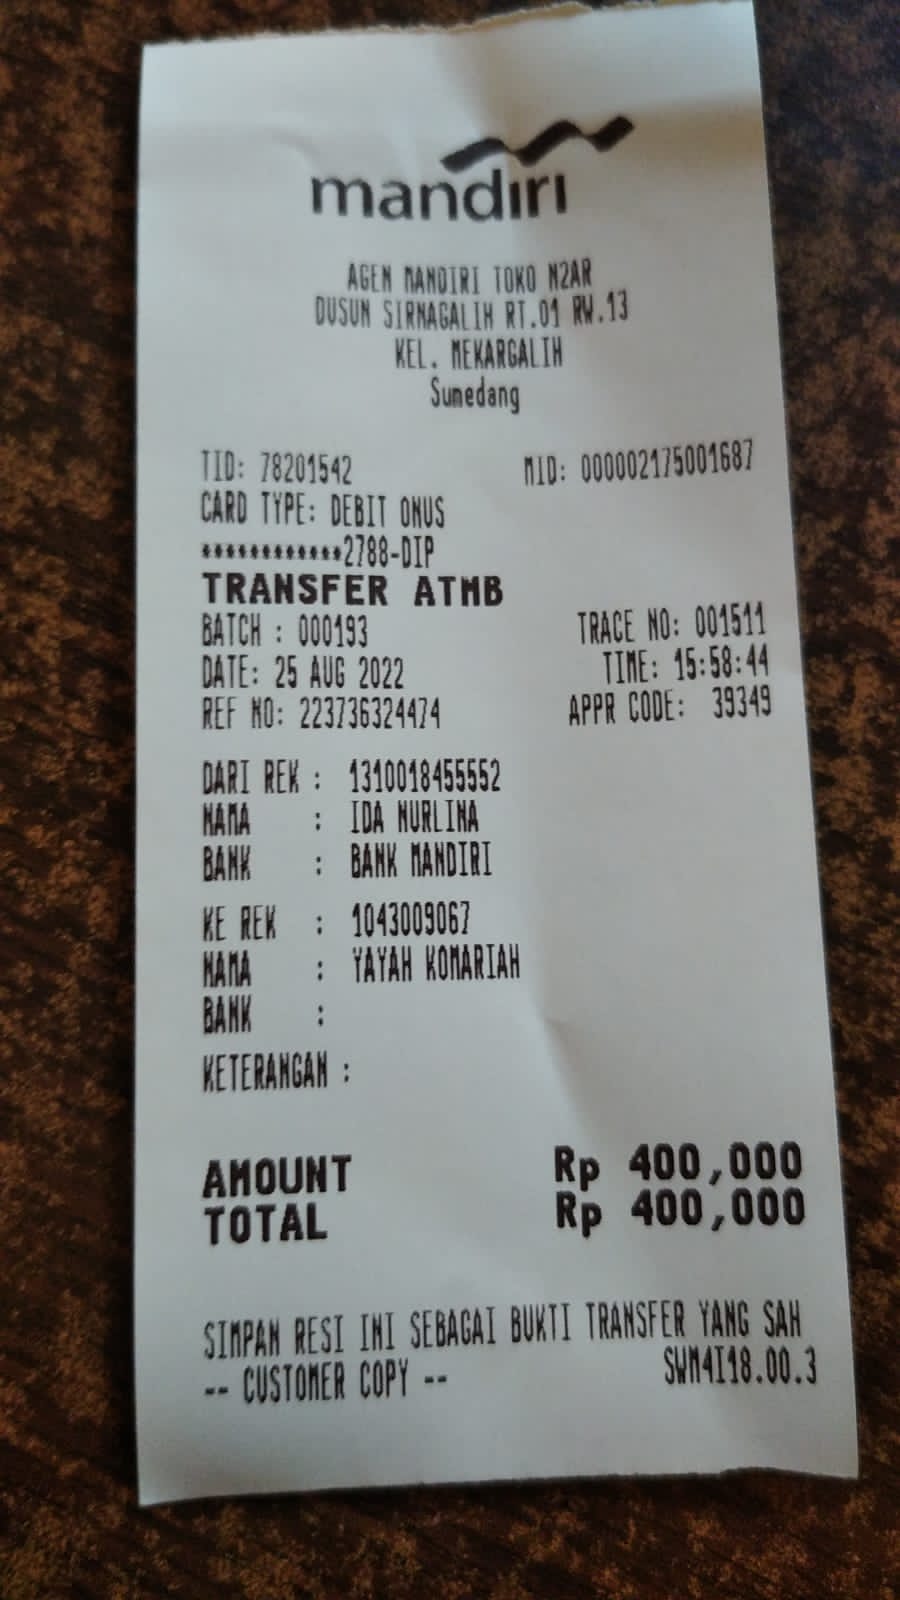 mandiri
AGEN MANDIRI TOKO N2AR
DUSUN SIRNAGALIH RT.01 RW.13
KEL. MEKARGALIH
Sumedang
TID: 78201542 MID: 000002175001687
CARD TYPE: DEBIT ONUS
************2788-DIP
TRANSFER ATMB
BATCH : 000193 TRACE NO: 001511
DATE: 25 AUG 2022 TIME: 15:58:44
REF NO: 223736324474 APPR CODE: 39349
DARI REK : 1310018455552
NAMA : IDA NURLINA
BANK : BANK MANDIRI
KE REK : 1043009067
NAMA : YAYAH KOMARIAH
BANK :
KETERANGAN :
AMOUNT Rp 400,000
TOTAL Rp 400,000
SIMPAN RESI INI SEBAGAI BUKTI TRANSFER YANG SAH
-- CUSTOMER COPY -- SWM4I18.00.3